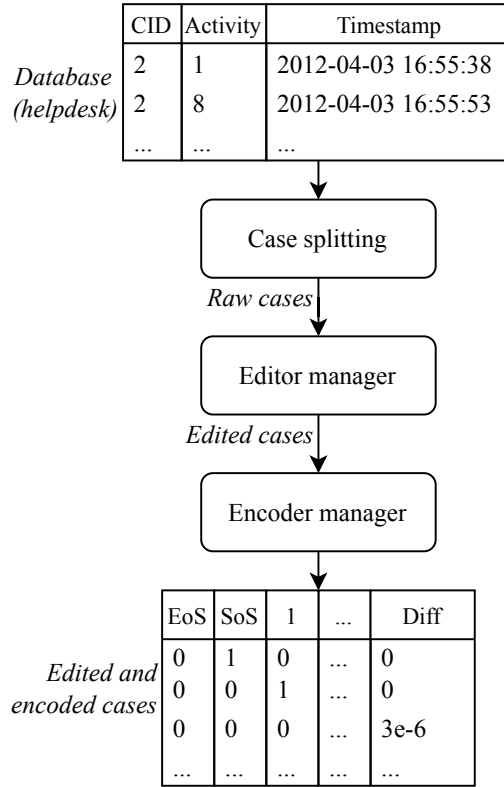 CID Activity Timestamp
Database
(helpdesk)
2 1 2012-04-03 16:55:38
2 8 2012-04-03 16:55:53
... ... ...
Case splitting
Raw cases
Editor manager
Edited cases
Encoder manager
EoS SoS 1 ... Diff
Edited and
encoded cases
0 1 0 ... 0
0 0 1 ... 0
0 0 0 ... 3e-6
... ... ... ... ...